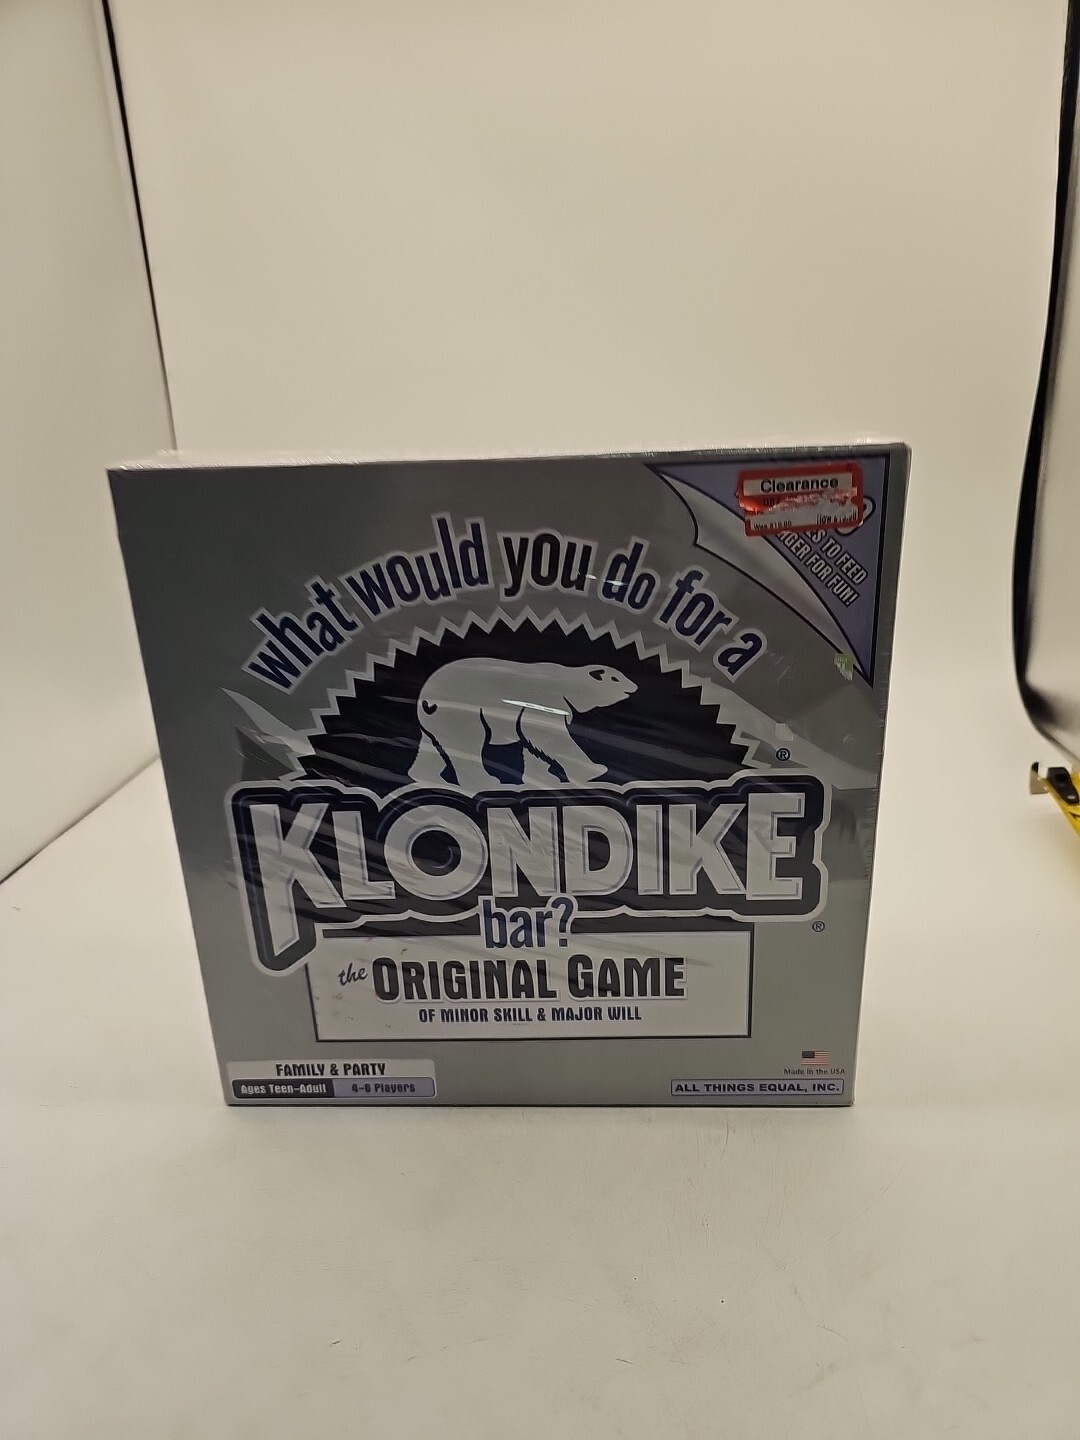 Clearance
S TO FEED
FOR FUN!
what would you do for a
KLONDIKE
®
bar?
®
the ORIGINAL GAME
OF MINOR SKILL & MAJOR WILL
FAMILY & PARTY
Ages Teen-Adult
4-6 Players
Made in the USA
ALL THINGS EQUAL, INC.